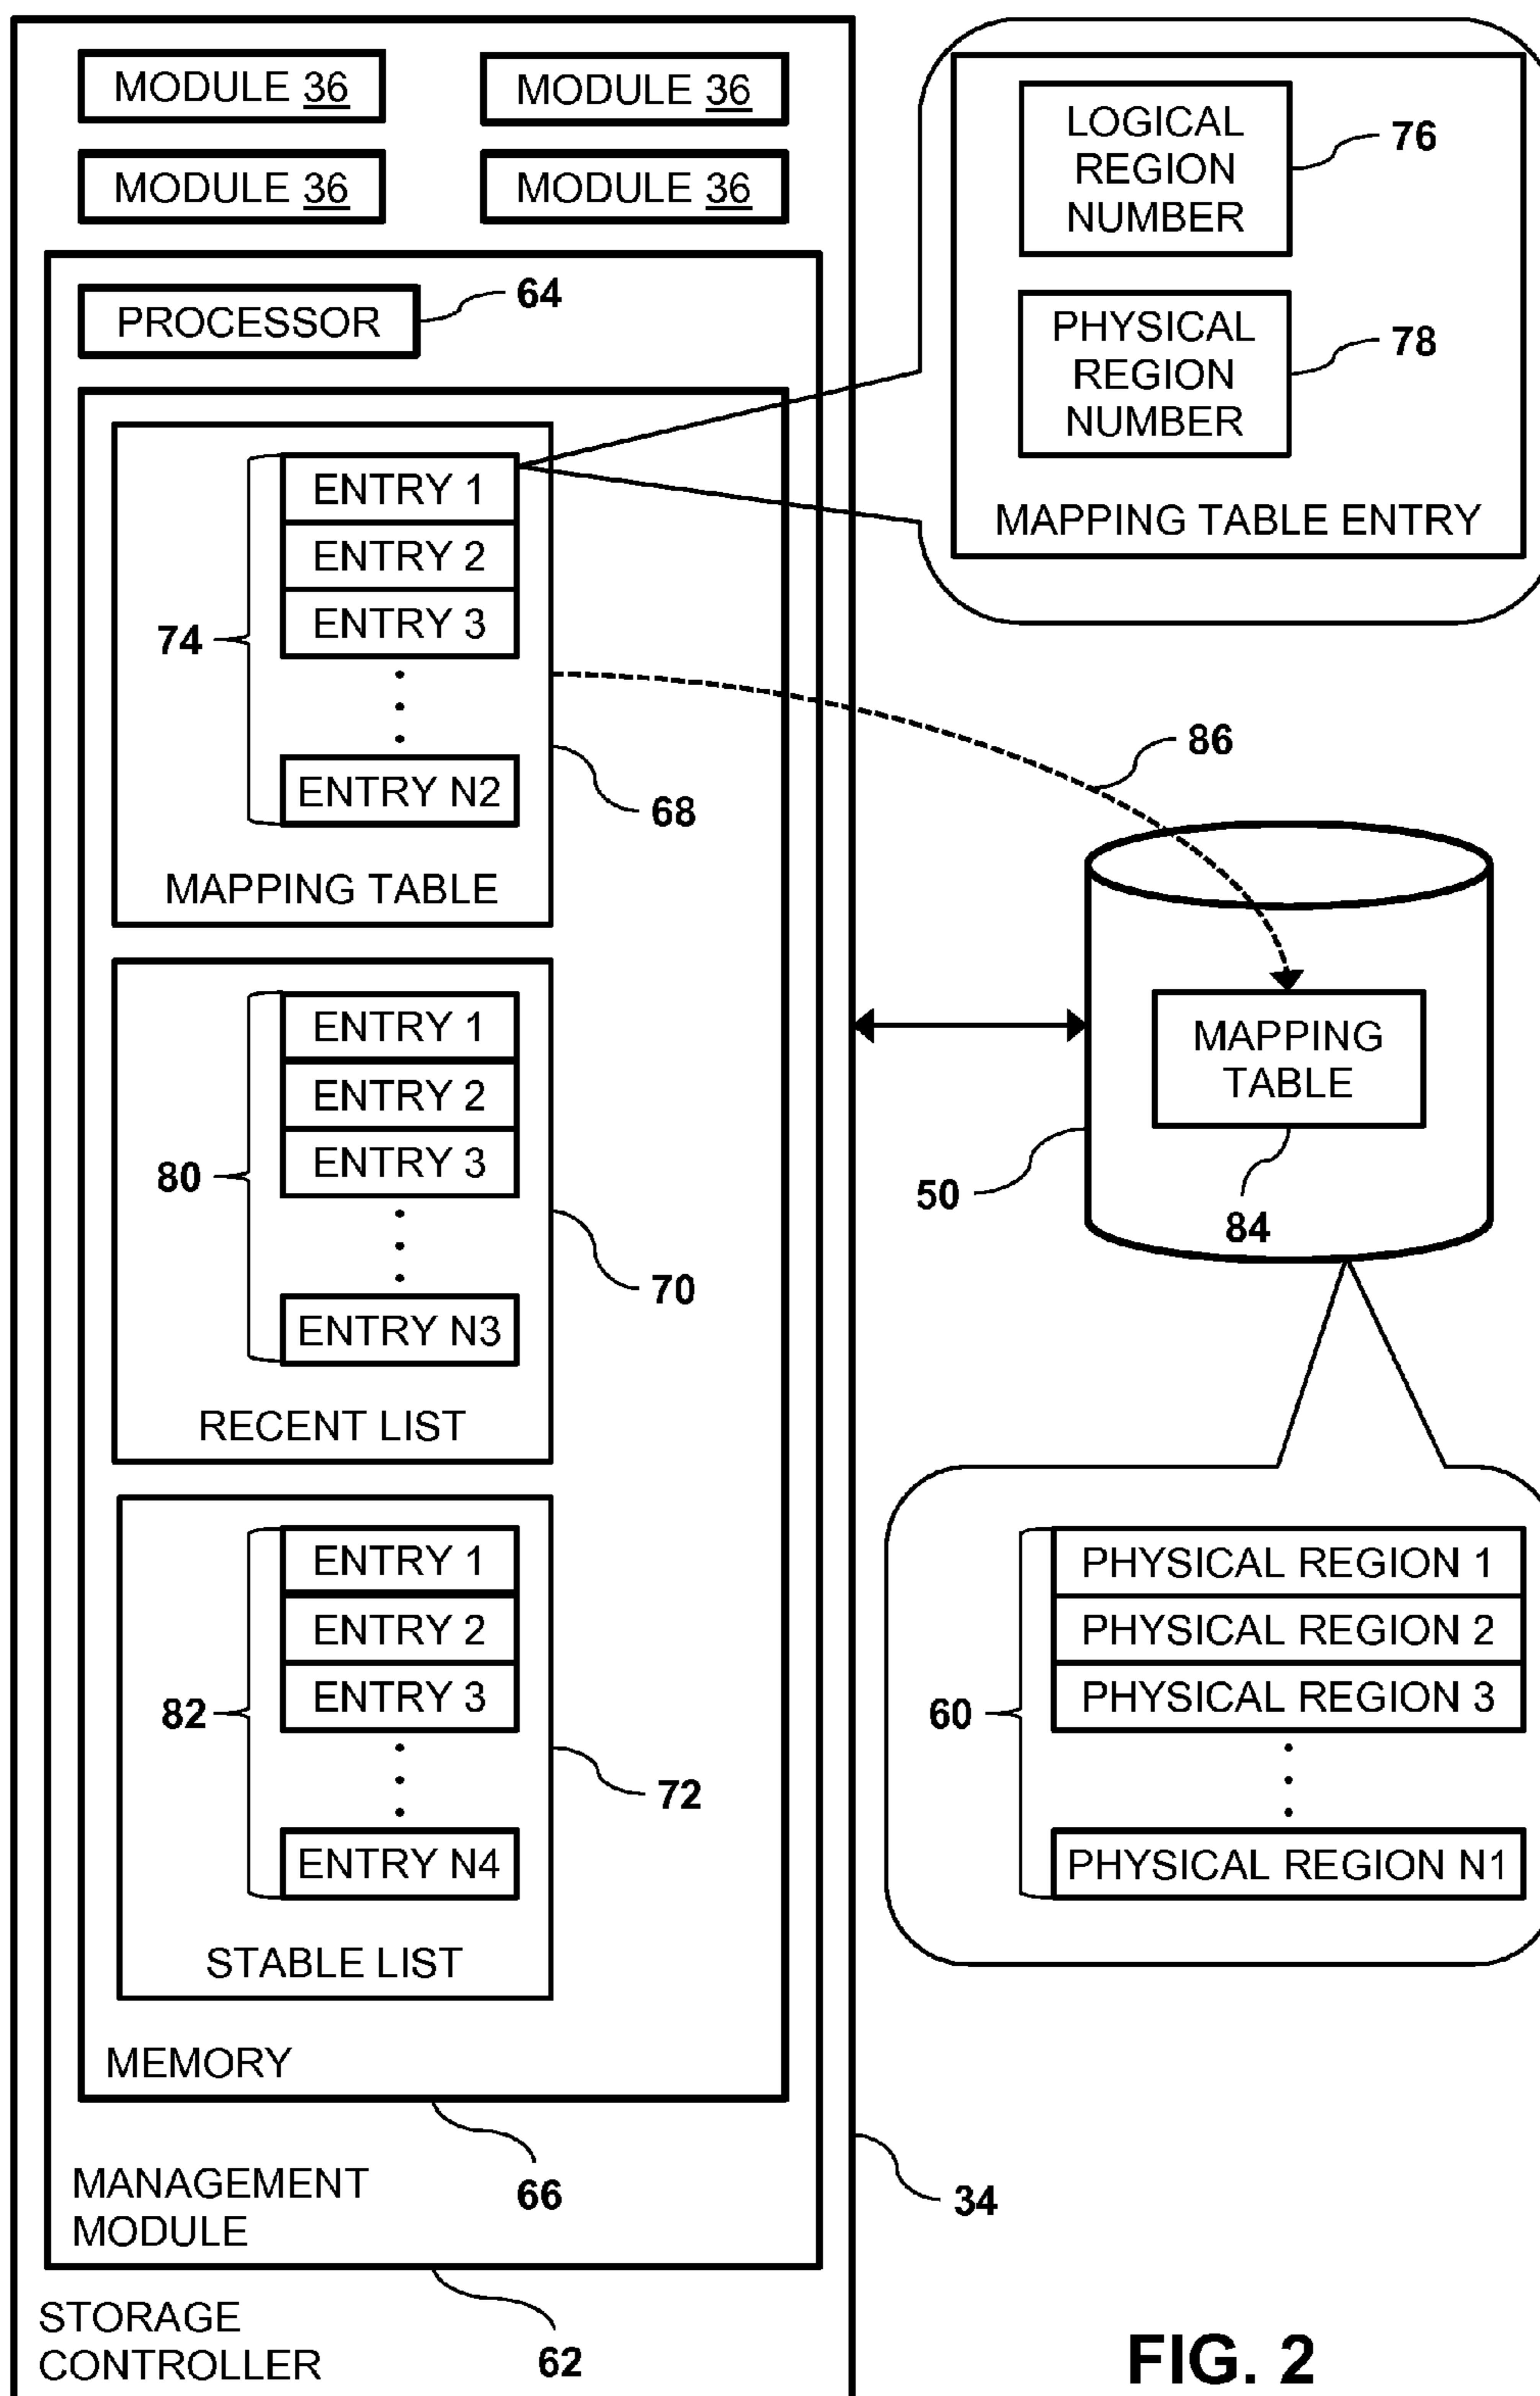 MODULE 36
MODULE 36
MODULE 36
MODULE 36
PROCESSOR
64
ENTRY 1
ENTRY 2
ENTRY 3
74
ENTRY N2
68
MAPPING TABLE
ENTRY 1
ENTRY 2
ENTRY 3
80
ENTRY N3
70
RECENT LIST
ENTRY 1
ENTRY 2
ENTRY 3
82
ENTRY N4
72
STABLE LIST
MEMORY
66
MANAGEMENT
MODULE
62
STORAGE
CONTROLLER
34
LOGICAL
REGION
NUMBER
76
PHYSICAL
REGION
NUMBER
78
MAPPING TABLE ENTRY
86
MAPPING
TABLE
50
84
PHYSICAL REGION 1
PHYSICAL REGION 2
PHYSICAL REGION 3
60
PHYSICAL REGION N1
FIG. 2